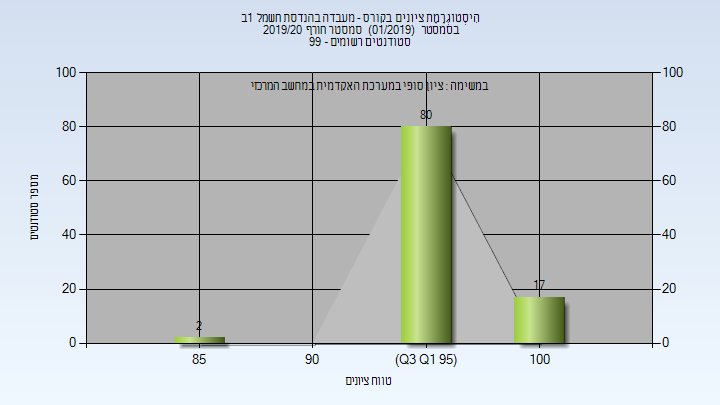 היסטוגרמת ציונים בקורס - מעבדה בהנדסת חשמל 1ב
בסמסטר (01/2019) סמסטר חורף 2019/20
סטודנטים רשומים - 99
במשימה : ציון סופי במערכת האקדמית במחשב המרכזי
100 100
80 80
60 60
40 40
20 20
0 0
מספר סטודנטים
2
80
17
85 90 (Q3 Q1 95) 100
טווח ציונים